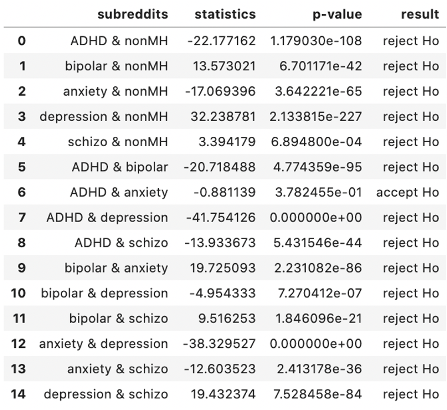 subreddits statistics p-value result
0 ADHD & nonMH -22.177162 1.179030e-108 reject Ho
1 bipolar & nonMH 13.573021 6.701171e-42 reject Ho
2 anxiety & nonMH -17.069396 3.642221e-65 reject Ho
3 depression & nonMH 32.238781 2.133815e-227 reject Ho
4 schizo & nonMH 3.394179 6.894800e-04 reject Ho
5 ADHD & bipolar -20.718488 4.774359e-95 reject Ho
6 ADHD & anxiety -0.881139 3.782455e-01 accept Ho
7 ADHD & depression -41.754126 0.000000e+00 reject Ho
8 ADHD & schizo -13.933673 5.431546e-44 reject Ho
9 bipolar & anxiety 19.725093 2.231082e-86 reject Ho
10 bipolar & depression -4.954333 7.270412e-07 reject Ho
11 bipolar & schizo 9.516253 1.846096e-21 reject Ho
12 anxiety & depression -38.329527 0.000000e+00 reject Ho
13 anxiety & schizo -12.603523 2.413178e-36 reject Ho
14 depression & schizo 19.432374 7.528458e-84 reject Ho